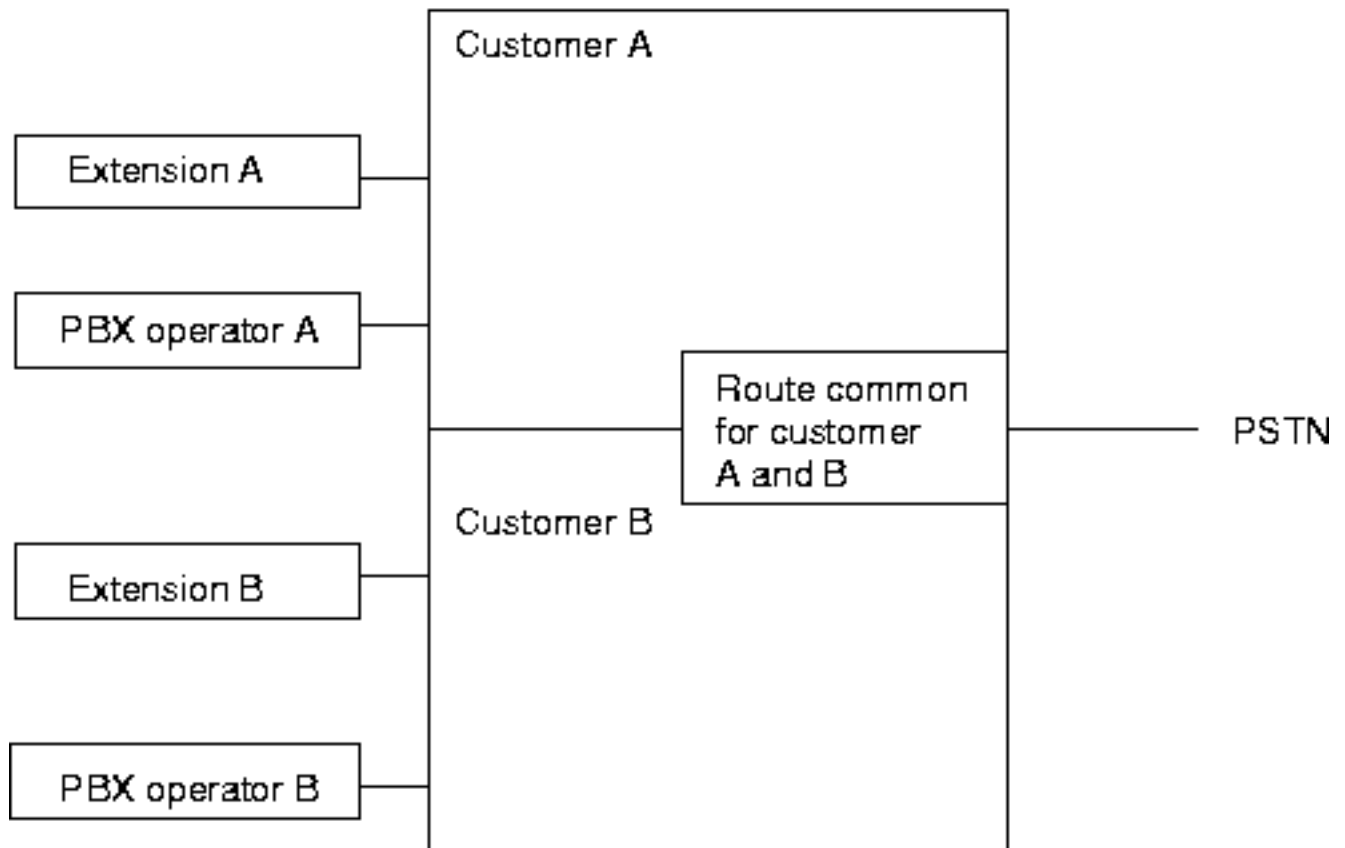 Customer A
Extension A
PBX operator A
Route common
for customer
A and B
PSTN
Customer B
Extension B
PBX operator B